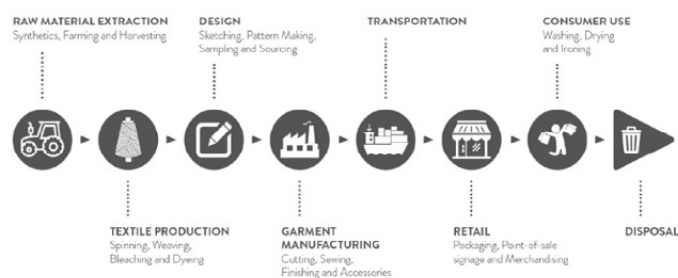 RAW MATERIAL EXTRACTION
Synthetics, Farming and Harvesting
DESIGN
Sketching, Pattern Making,
Sampling and Sourcing
TRANSPORTATION
CONSUMER USE
Washing, Drying
and Ironing
TEXTILE PRODUCTION
Spinning, Weaving,
Bleaching and Dyeing
GARMENT
MANUFACTURING
Cutting, Sewing,
Finishing and Accessories
RETAIL
Packaging, Point-of-sale
signage and Merchandising
DISPOSAL